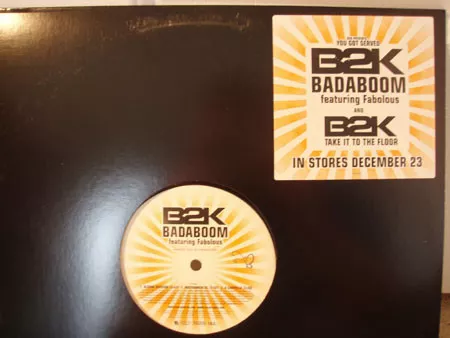 YOU GOT SERVED
B2K
BADABOOM
featuring Fabolous
AND
B2K
TAKE IT TO THE FLOOR
IN STORES DECEMBER 23
B2K
BADABOOM
featuring Fabolous